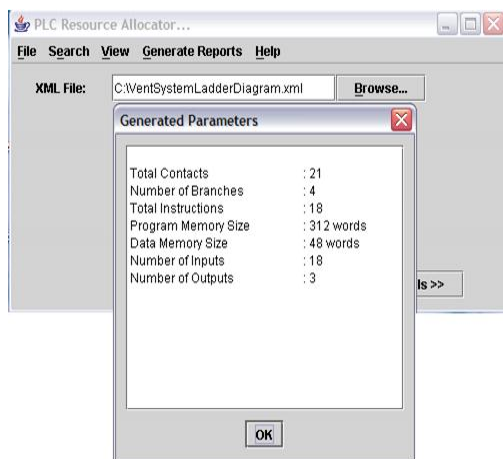 PLC Resource Allocator...
File Search View Generate Reports Help
XML File: C:\VentSystemLadderDiagram.xml Browse...
Generated Parameters
Total Contacts : 21
Number of Branches : 4
Total Instructions : 18
Program Memory Size : 312 words
Data Memory Size : 48 words
Number of Inputs : 18
Number of Outputs : 3
ls >>
OK